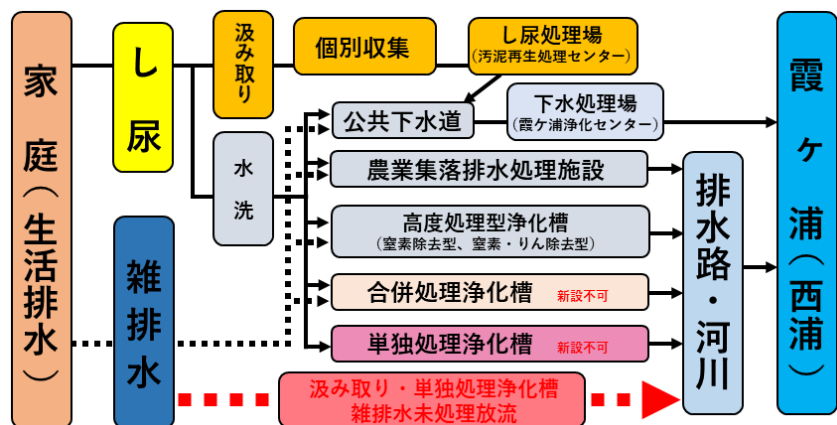 家庭(生活排水)
し尿
雑排水
汲み取り
水洗
個別収集
し尿処理場
(汚泥再生処理センター)
公共下水道
下水処理場
(霞ケ浦浄化センター)
農業集落排水処理施設
高度処理型浄化槽
(窒素除去型、窒素・りん除去型)
合併処理浄化槽 新設不可
単独処理浄化槽 新設不可
汲み取り・単独処理浄化槽
雑排水未処理放流
排水路・河川
霞ヶ浦(西浦)